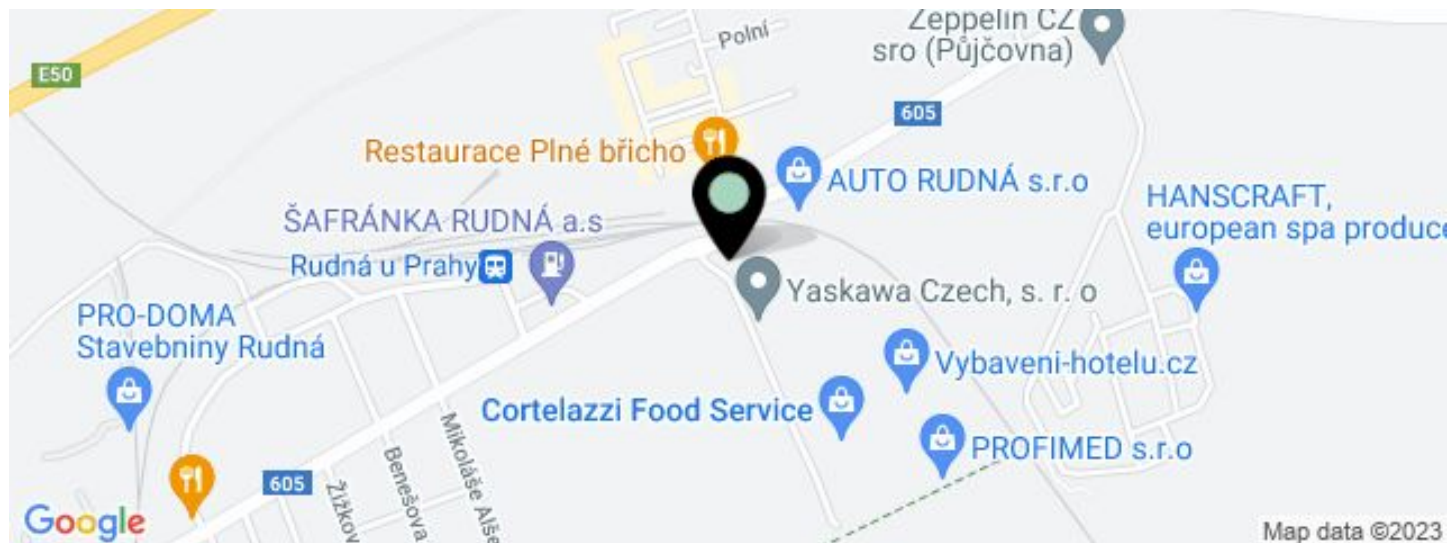 Zeppelin CZ
sro (Půjčovna)
Polní
E50
605
Restaurace Plné břicho
AUTO RUDNÁ s.r.o
HANSCRAFT,
european spa produce
ŠAFRÁNKA RUDNÁ a.s
Rudná u Prahy
Yaskawa Czech, s. r. o
PRO-DOMA
Stavebniny Rudná
Vybaveni-hotelu.cz
Cortelazzi Food Service
PROFIMED s.r.o
Mikoláše Alše
Benešova
Žižkov
605
Google
Map data ©2023